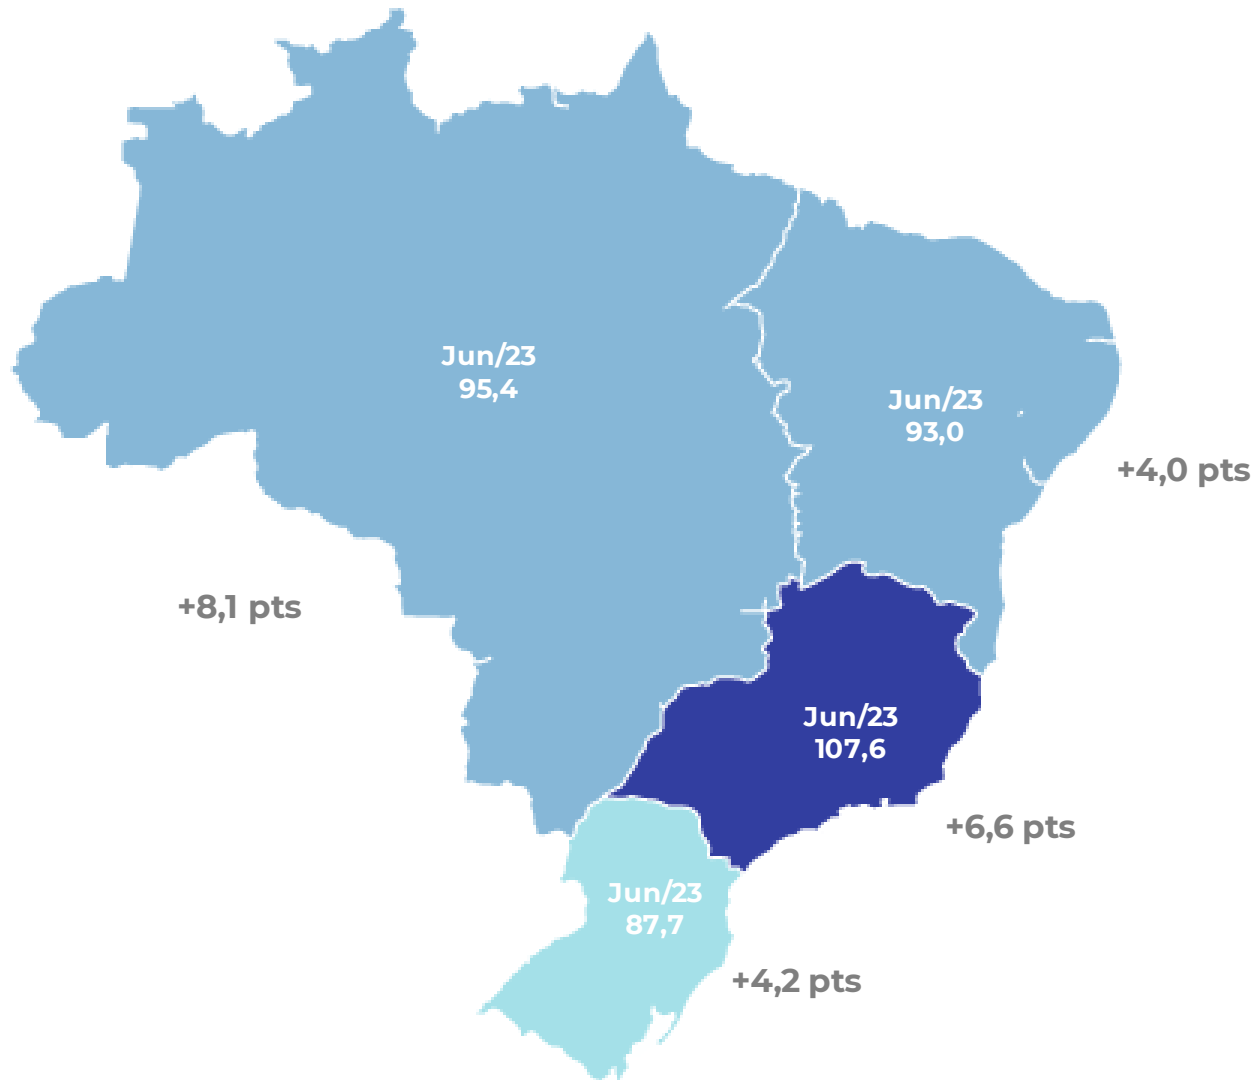 Jun/23
95,4
Jun/23
93,0
+4,0 pts
+8,1 pts
Jun/23
107,6
+6,6 pts
Jun/23
87,7
+4,2 pts